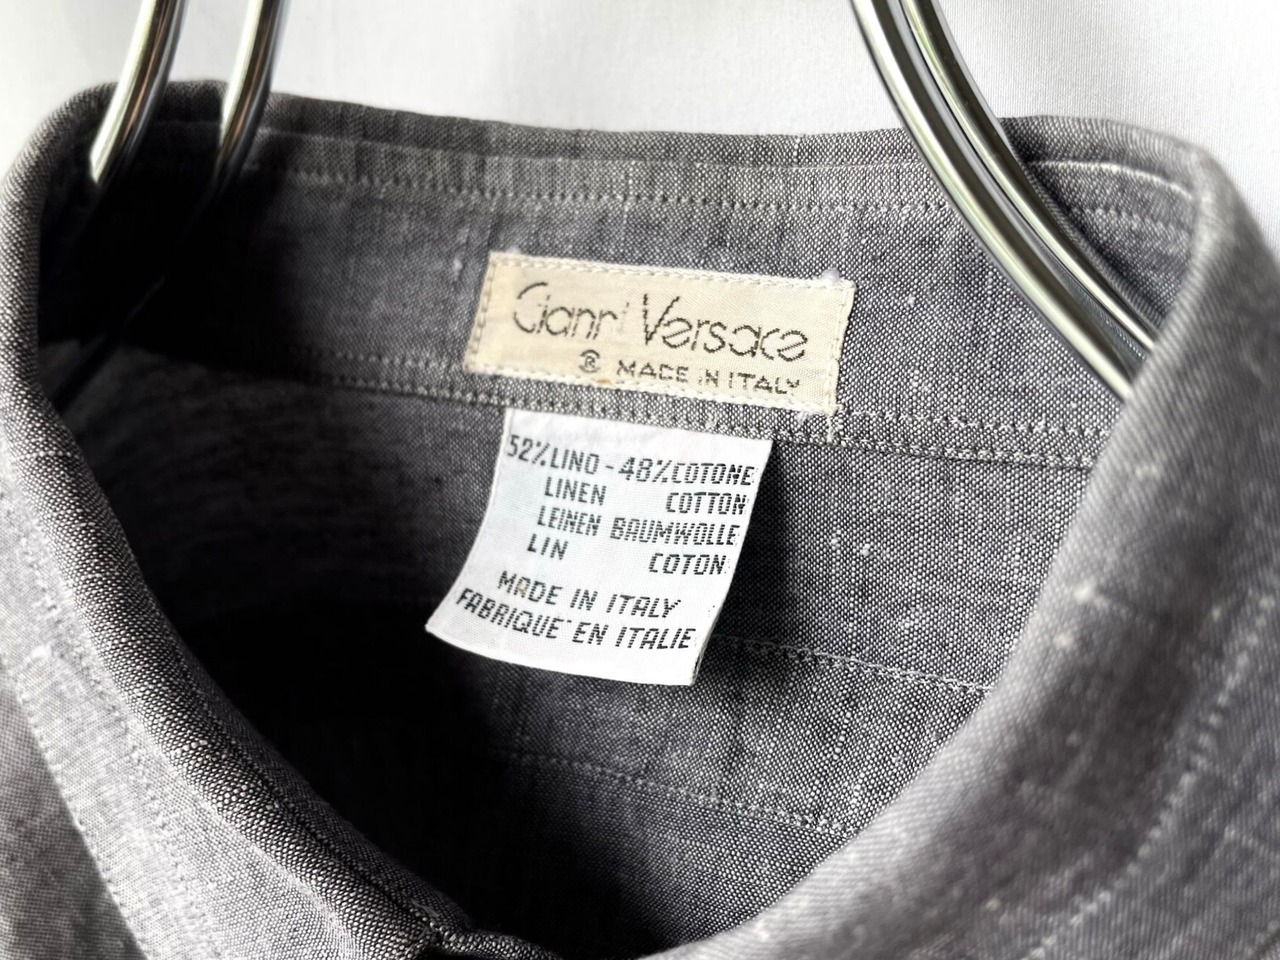 Gianni Versace
® MADE IN ITALY
52%LINO-48%COTONE
LINEN COTTON
LEINEN BAUMWOLLE
LIN COTON
MADE IN ITALY
FABRIQUE EN ITALIE